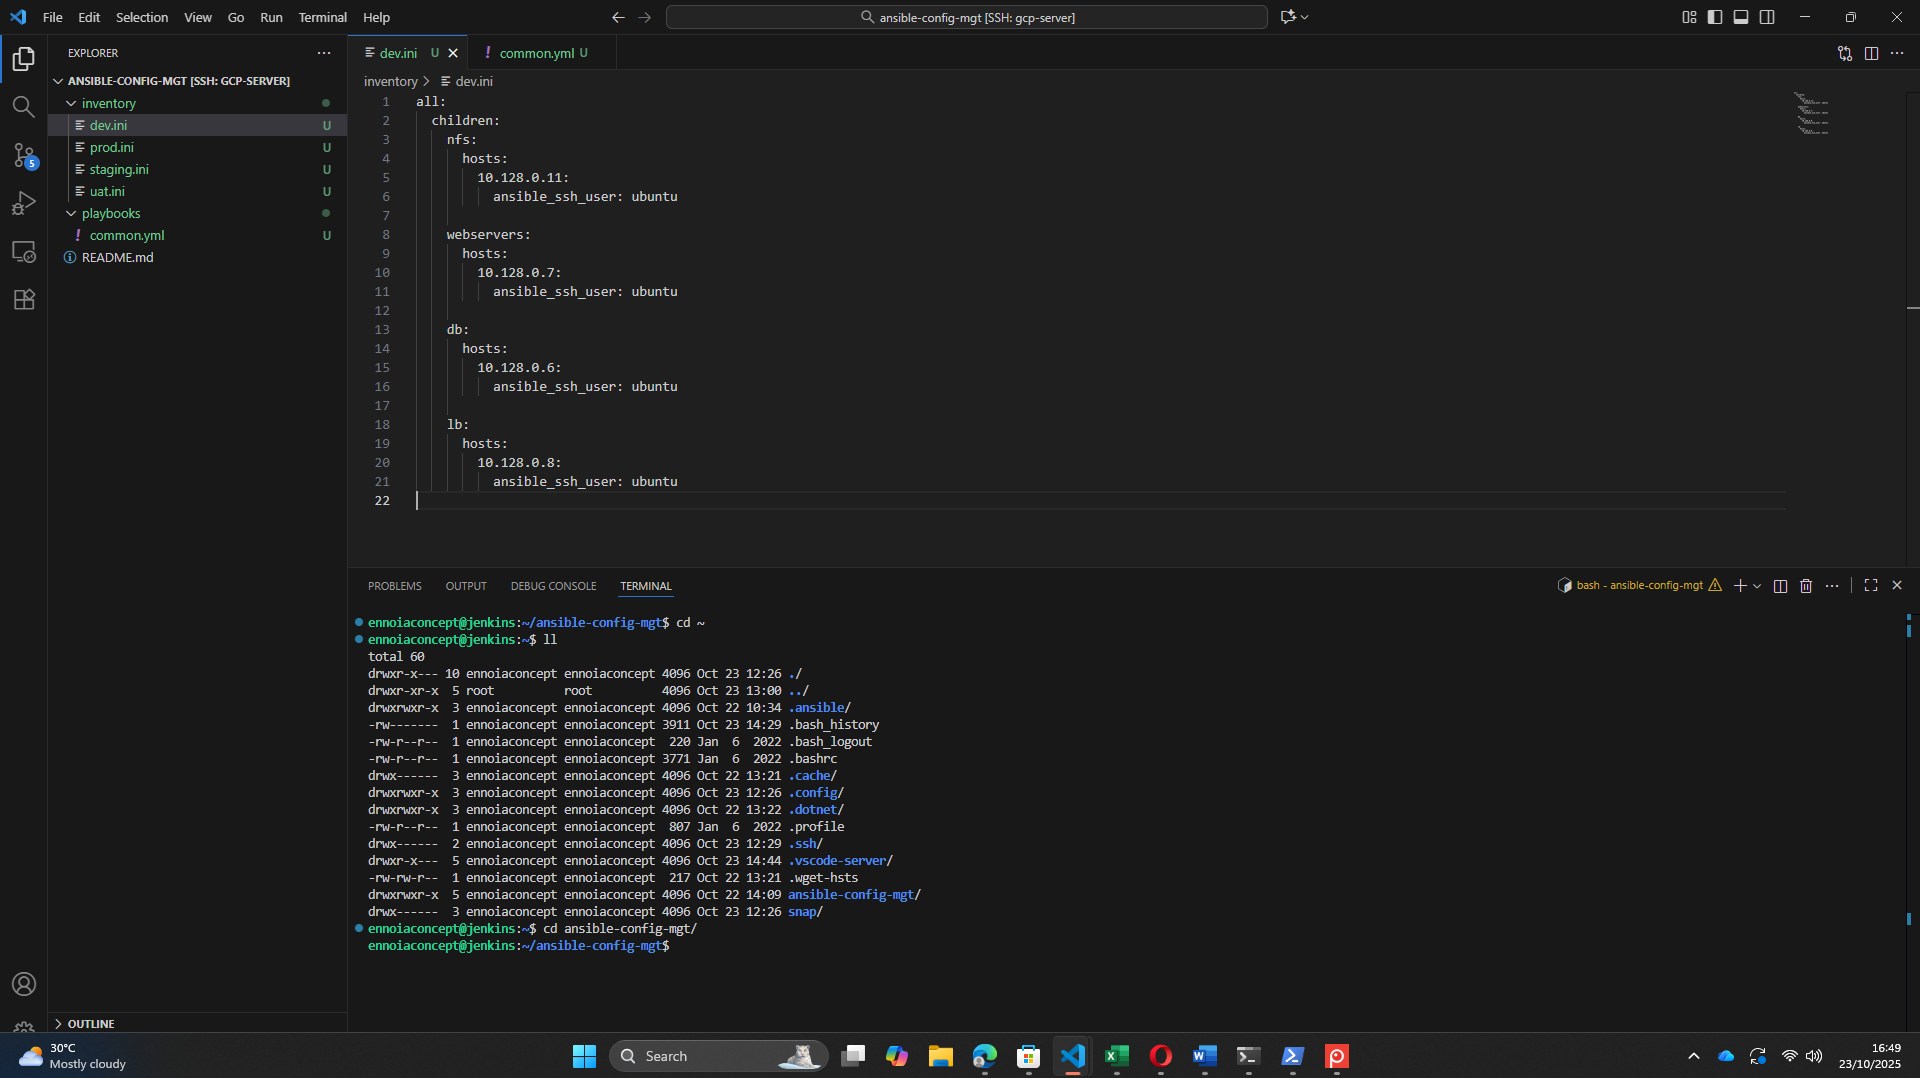 File Edit Selection View Go Run Terminal Help
ansible-config-mgt [SSH: gcp-server]
EXPLORER
ANSIBLE-CONFIG-MGT [SSH: GCP-SERVER]
inventory
dev.ini U
prod.ini U
staging.ini U
uat.ini U
playbooks
! common.yml U
README.md
5
OUTLINE
dev.ini U
! common.yml U
inventory > dev.ini
1 all:
2 children:
3 nfs:
4 hosts:
5 10.128.0.11:
6 ansible_ssh_user: ubuntu
7
8 webservers:
9 hosts:
10 10.128.0.7:
11 ansible_ssh_user: ubuntu
12
13 db:
14 hosts:
15 10.128.0.6:
16 ansible_ssh_user: ubuntu
17
18 lb:
19 hosts:
20 10.128.0.8:
21 ansible_ssh_user: ubuntu
22
PROBLEMS OUTPUT DEBUG CONSOLE TERMINAL
bash - ansible-config-mgt
ennoiaconcept@jenkins:~/ansible-config-mgt$ cd ~
ennoiaconcept@jenkins:~$ ll
total 60
drwxr-x--- 10 ennoiaconcept ennoiaconcept 4096 Oct 23 12:26 ./
drwxr-xr-x 5 root root 4096 Oct 23 13:00 ../
drwxrwxr-x 3 ennoiaconcept ennoiaconcept 4096 Oct 22 10:34 .ansible/
-rw------- 1 ennoiaconcept ennoiaconcept 3911 Oct 23 14:29 .bash_history
-rw-r--r-- 1 ennoiaconcept ennoiaconcept 220 Jan 6 2022 .bash_logout
-rw-r--r-- 1 ennoiaconcept ennoiaconcept 3771 Jan 6 2022 .bashrc
drwx------ 3 ennoiaconcept ennoiaconcept 4096 Oct 22 13:21 .cache/
drwxrwxr-x 3 ennoiaconcept ennoiaconcept 4096 Oct 23 12:26 .config/
drwxrwxr-x 3 ennoiaconcept ennoiaconcept 4096 Oct 22 13:22 .dotnet/
-rw-r--r-- 1 ennoiaconcept ennoiaconcept 807 Jan 6 2022 .profile
drwx------ 2 ennoiaconcept ennoiaconcept 4096 Oct 23 12:29 .ssh/
drwxr-x--- 5 ennoiaconcept ennoiaconcept 4096 Oct 23 14:44 .vscode-server/
-rw-rw-r-- 1 ennoiaconcept ennoiaconcept 217 Oct 22 13:21 .wget-hsts
drwxrwxr-x 5 ennoiaconcept ennoiaconcept 4096 Oct 22 14:09 ansible-config-mgt/
drwx------ 3 ennoiaconcept ennoiaconcept 4096 Oct 23 12:26 snap/
ennoiaconcept@jenkins:~$ cd ansible-config-mgt/
ennoiaconcept@jenkins:~/ansible-config-mgt$
30°C
Mostly cloudy
Search
16:49
23/10/2025